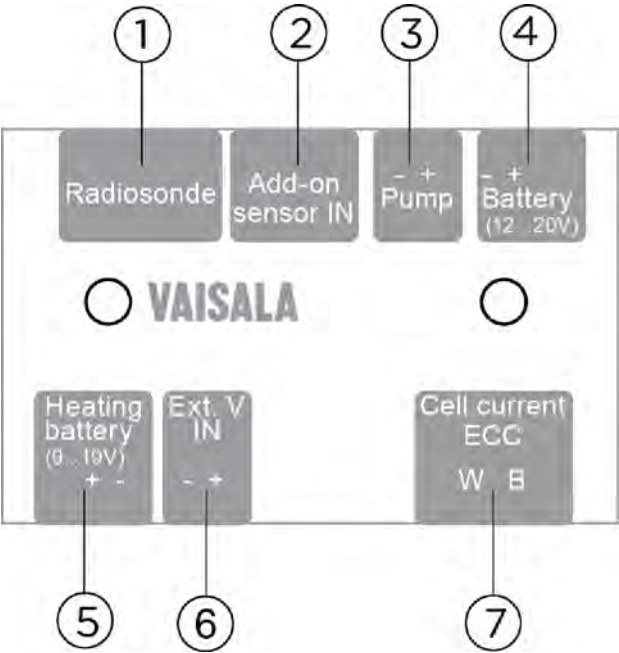 1 2 3 4
Radiosonde
Add-on
sensor IN
- +
Pump
- +
Battery
(12...20V)
VAISALA
Heating
battery
(0...19V)
+ -
Ext. V
IN
- +
Cell current
ECC
W B
5 6 7